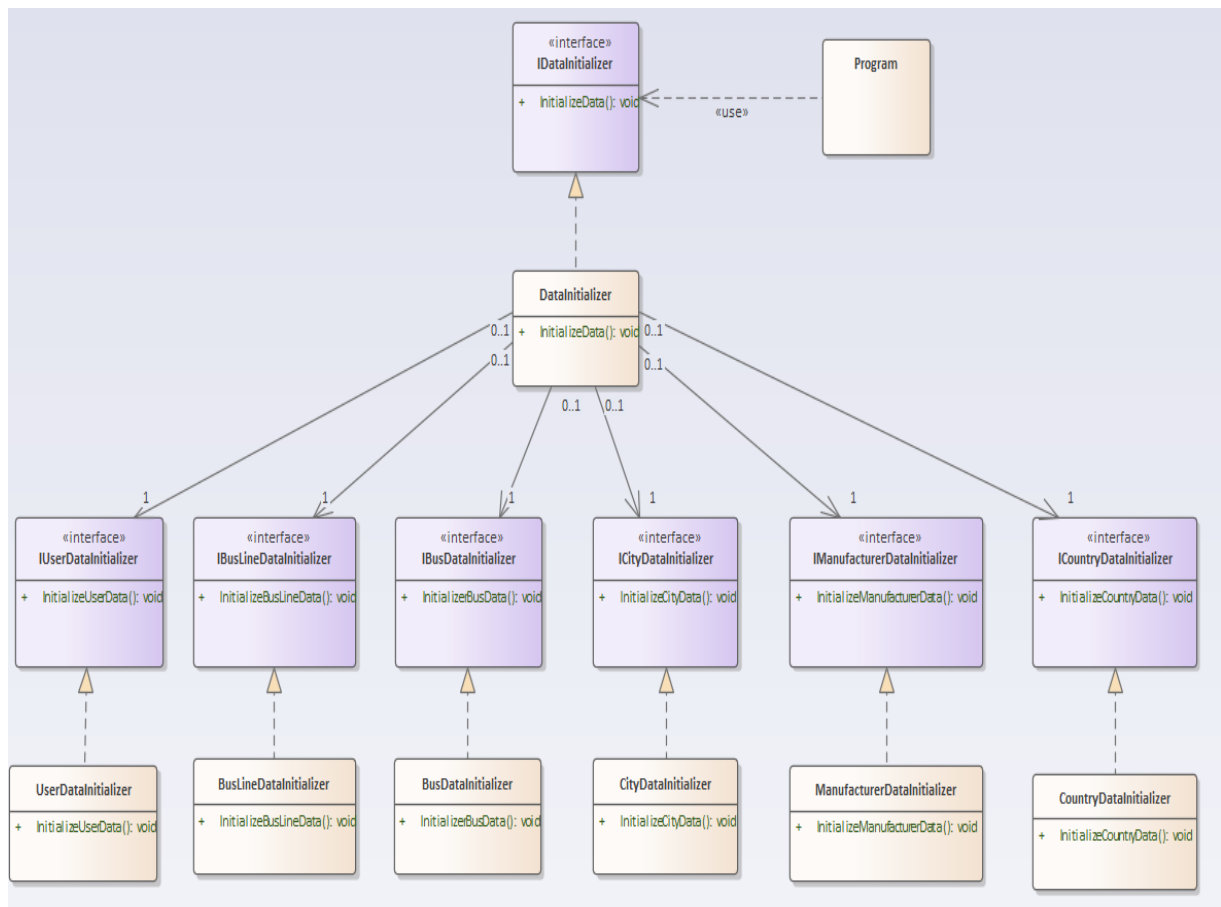 «interface»
IDataInitializer
+ InitializeData(): void
Program
«use»
DataInitializer
+ InitializeData(): void
0..1
0..1
0..1
0..1
0..1
0..1
1
1
1
1
1
1
«interface»
IUserDataInitializer
+ InitializeUserData(): void
«interface»
IBusLineDataInitializer
+ InitializeBusLineData(): void
«interface»
IBusDataInitializer
+ InitializerBusData(): void
«interface»
ICityDataInitializer
+ InitializeCityData(): void
«interface»
IManufacturerDataInitializer
+ InitializeManufacturerData(): void
«interface»
ICountryDataInitializer
+ InitializeCountryData(): void
UserDataInitializer
+ InitializeUserData(): void
BusLineDataInitializer
+ InitializeBusLineData(): void
BusDataInitializer
+ InitializerBusData(): void
CityDataInitializer
+ InitializeCityData(): void
ManufacturerDataInitializer
+ InitializeManufacturerData(): void
CountryDataInitializer
+ InitializeCountryData(): void